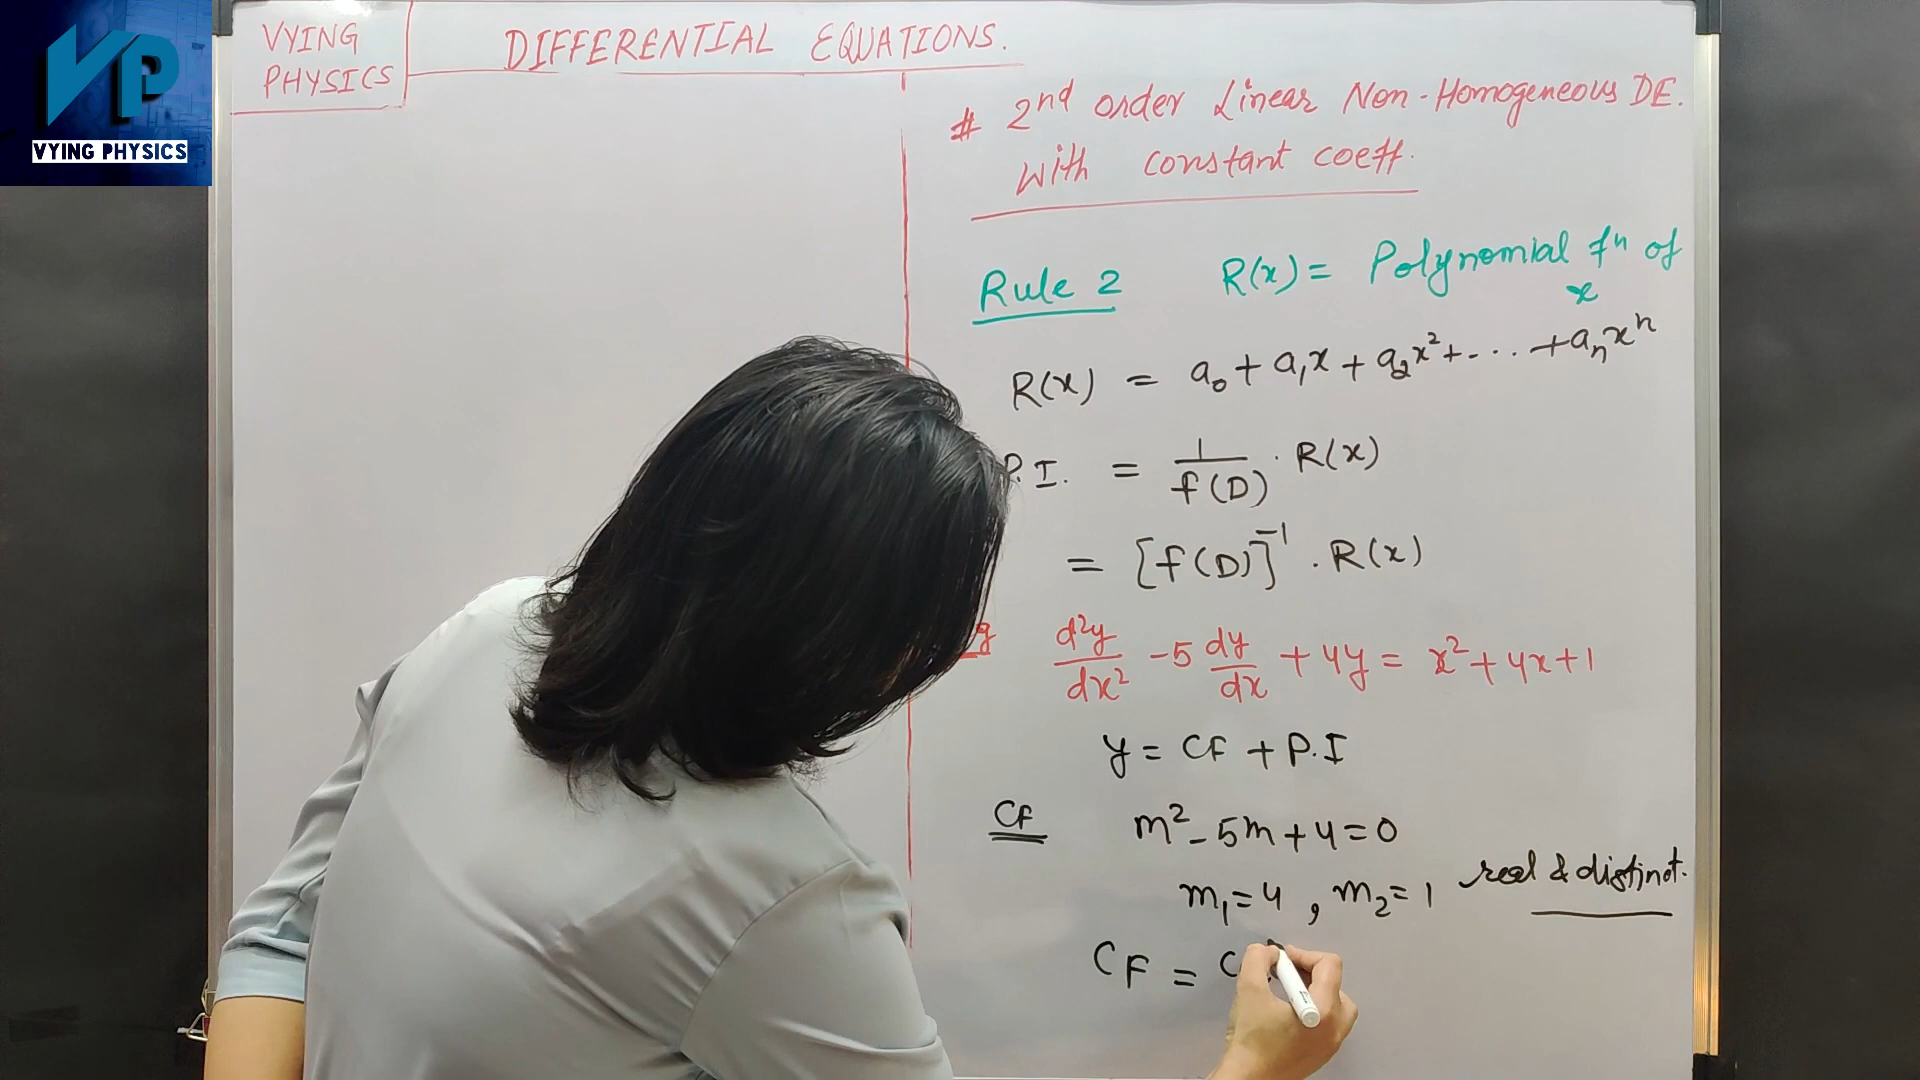 VP
VYING PHYSICS
VYING
PHYSICS
DIFFERENTIAL EQUATIONS.
# 2nd order Linear Non-Homogeneous DE.
with constant coeff.
Rule 2 R(x) = Polynomial fⁿ of
x
R(x) = a₀ + a₁x + a₂x² + ... + aₙxⁿ
P.I. = 1/f(D) · R(x)
= [f(D)]⁻¹ · R(x)
d²y/dx² - 5 dy/dx + 4y = x² + 4x + 1
y = CF + P.I
CF m² - 5m + 4 = 0
m₁ = 4 , m₂ = 1 real & distinct.
CF = C